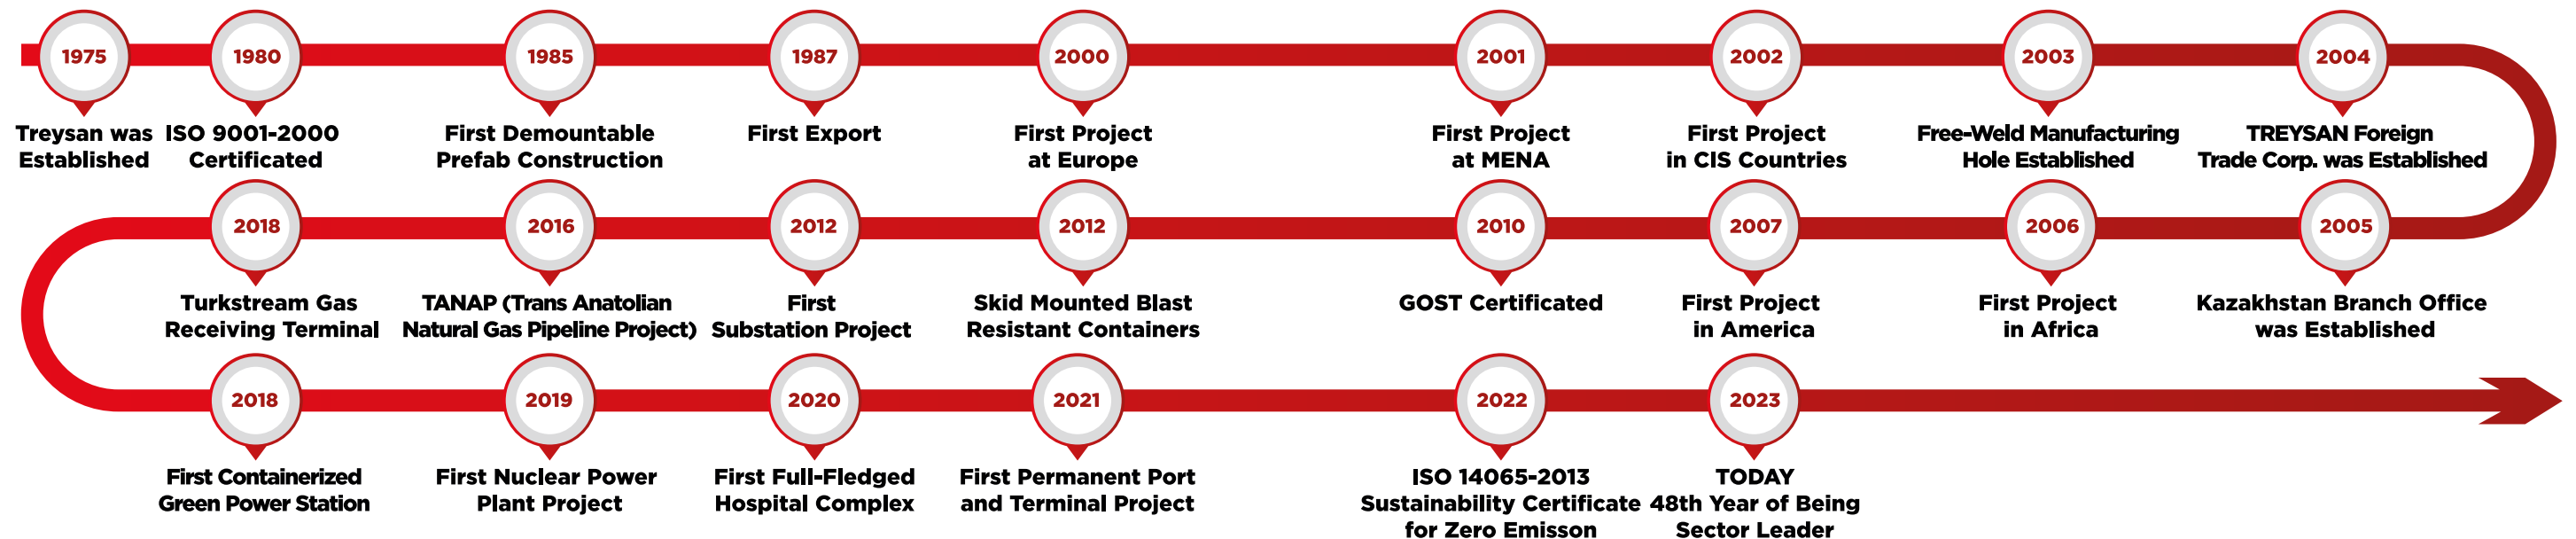 1975
Treysan was
Established
1980
ISO 9001-2000
Certificated
1985
First Demountable
Prefab Construction
1987
First Export
2000
First Project
at Europe
2001
First Project
at MENA
2002
First Project
in CIS Countries
2003
Free-Weld Manufacturing
Hole Established
2004
TREYSAN Foreign
Trade Corp. was Established
2005
Kazakhstan Branch Office
was Established
2006
First Project
in Africa
2007
First Project
in America
2010
GOST Certificated
2012
Skid Mounted Blast
Resistant Containers
2012
First
Substation Project
2016
TANAP (Trans Anatolian
Natural Gas Pipeline Project)
2018
Turkstream Gas
Receiving Terminal
2018
First Containerized
Green Power Station
2019
First Nuclear Power
Plant Project
2020
First Full-Fledged
Hospital Complex
2021
First Permanent Port
and Terminal Project
2022
ISO 14065-2013
Sustainability Certificate
for Zero Emisson
2023
TODAY
48th Year of Being
Sector Leader